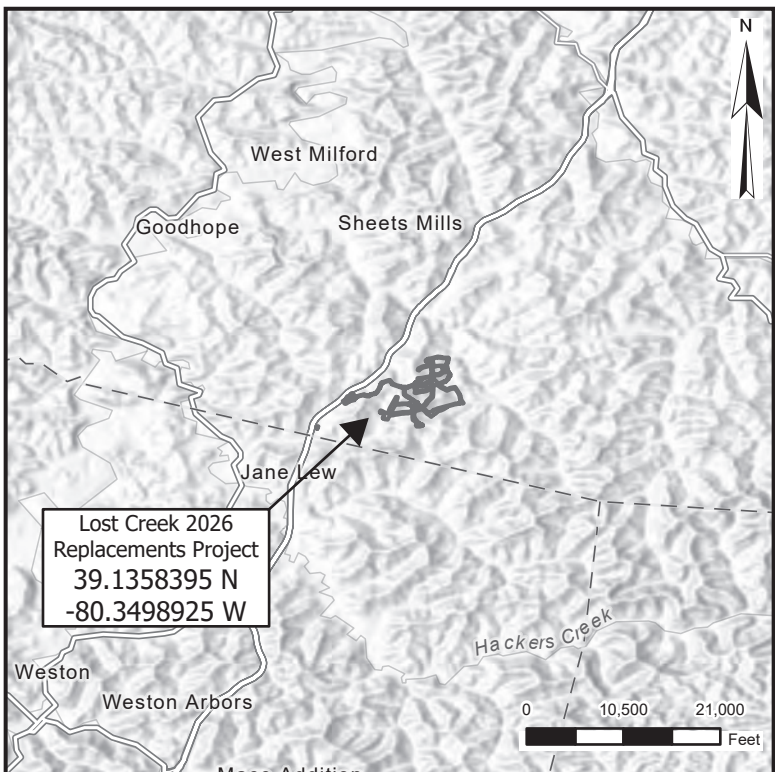 N
West Milford
Sheets Mills
Goodhope
Jane Lew
Lost Creek 2026
Replacements Project
39.1358395 N
-80.3498925 W
Hackers Creek
Weston
Weston Arbors
0 10,500 21,000
Feet
Addition